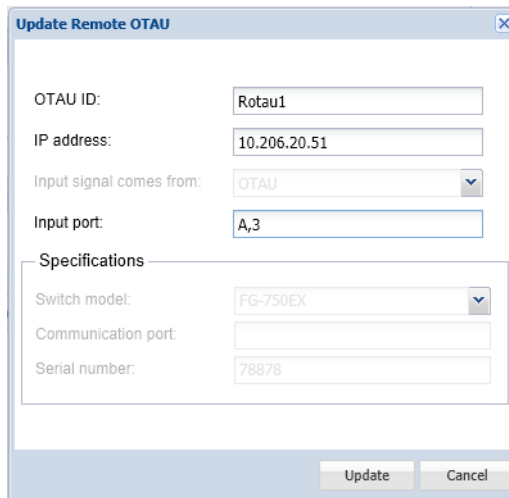 Update Remote OTAU
OTAU ID: Rotau1
IP address: 10.206.20.51
Input signal comes from: OTAU
Input port: A,3
Specifications
Switch model: FG-750EX
Communication port:
Serial number: 78878
Update Cancel